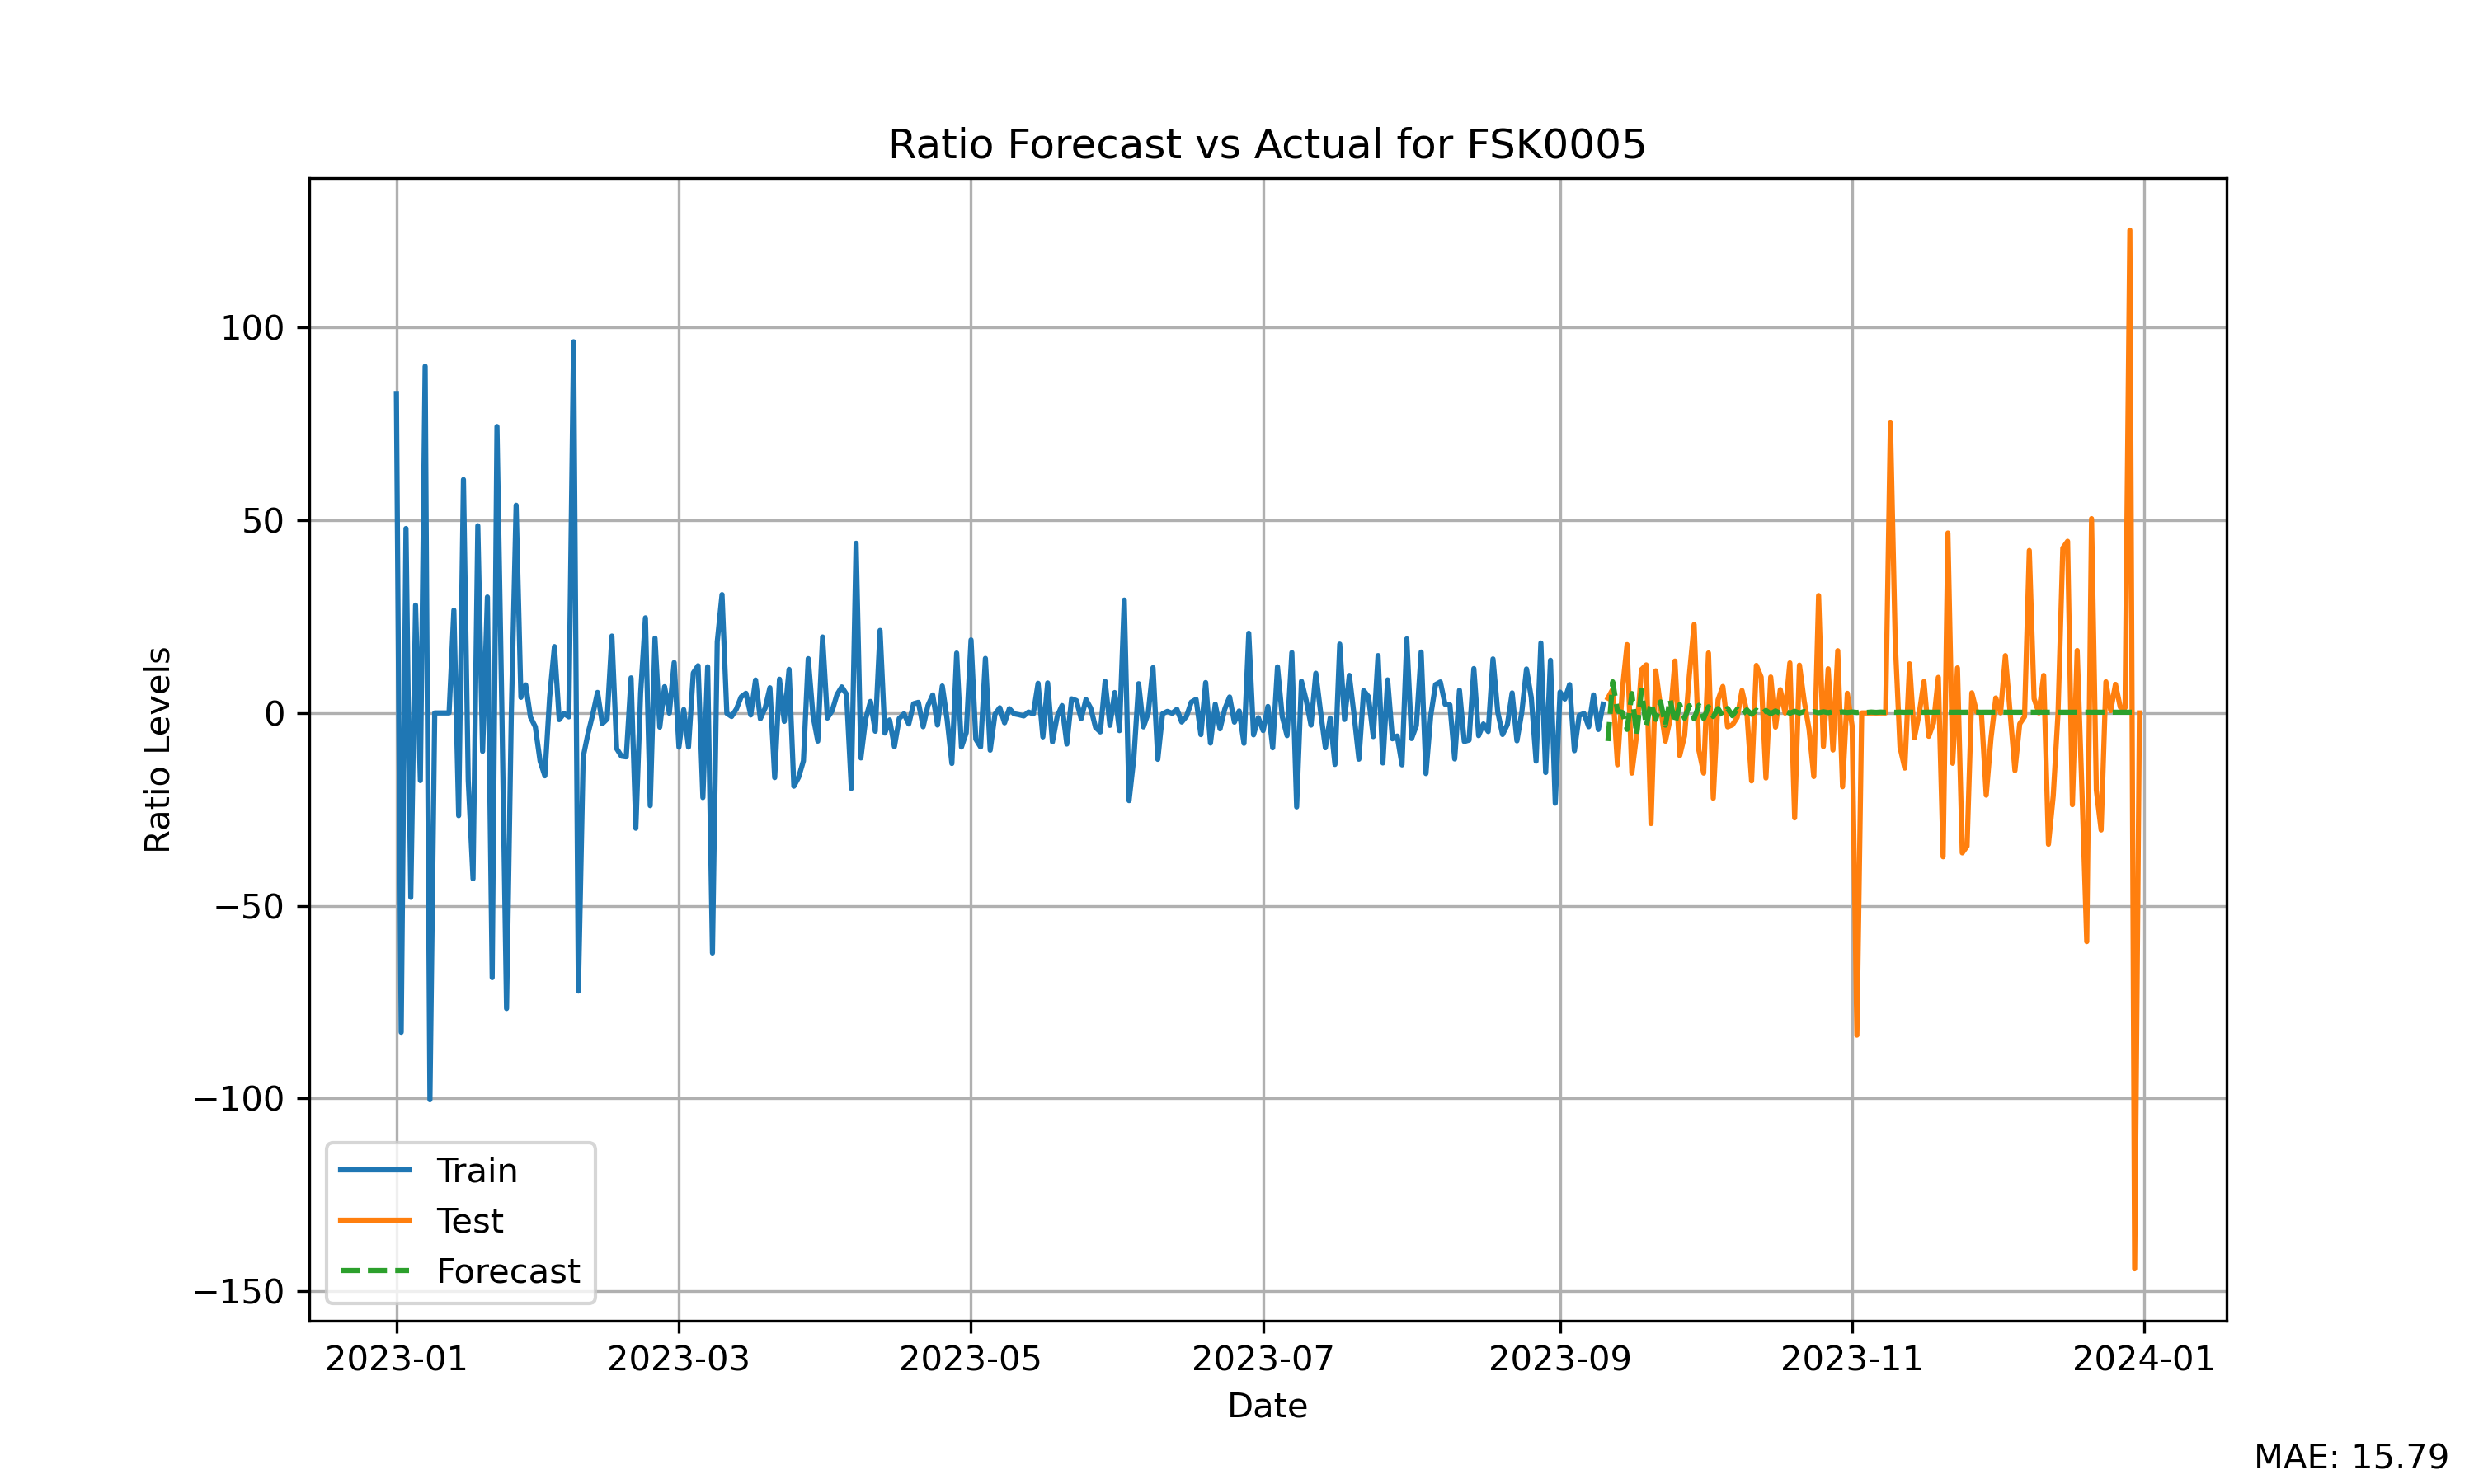 Ratio Forecast vs Actual for FSK0005
Ratio Levels
100
50
0
−50
−100
−150
Train
Test
Forecast
2023-01
2023-03
2023-05
2023-07
2023-09
2023-11
2024-01
Date
MAE: 15.79